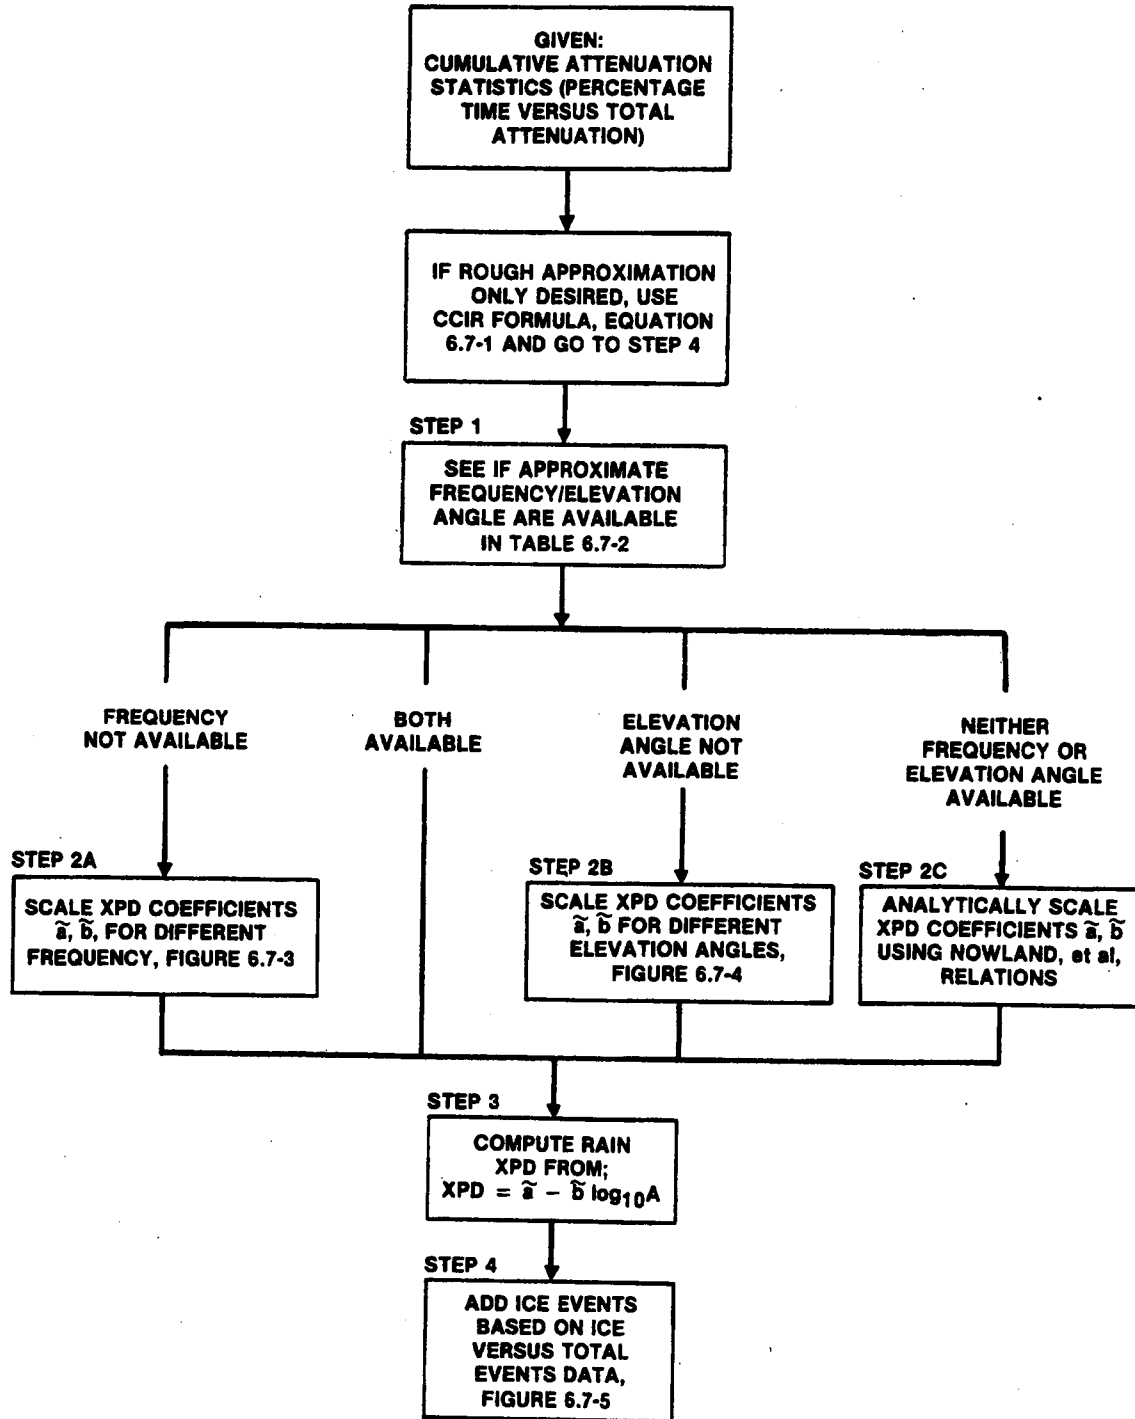 GIVEN:
CUMULATIVE ATTENUATION
STATISTICS (PERCENTAGE
TIME VERSUS TOTAL
ATTENUATION)
IF ROUGH APPROXIMATION
ONLY DESIRED, USE
CCIR FORMULA, EQUATION
6.7-1 AND GO TO STEP 4
STEP 1
SEE IF APPROXIMATE
FREQUENCY/ELEVATION
ANGLE ARE AVAILABLE
IN TABLE 6.7-2
FREQUENCY
NOT AVAILABLE
BOTH
AVAILABLE
ELEVATION
ANGLE NOT
AVAILABLE
NEITHER
FREQUENCY OR
ELEVATION ANGLE
AVAILABLE
STEP 2A
SCALE XPD COEFFICIENTS
ã, b̃, FOR DIFFERENT
FREQUENCY, FIGURE 6.7-3
STEP 2B
SCALE XPD COEFFICIENTS
ã, b̃ FOR DIFFERENT
ELEVATION ANGLES,
FIGURE 6.7-4
STEP 2C
ANALYTICALLY SCALE
XPD COEFFICIENTS ã, b̃
USING NOWLAND, et al,
RELATIONS
STEP 3
COMPUTE RAIN
XPD FROM;
XPD = ã − b̃ log₁₀A
STEP 4
ADD ICE EVENTS
BASED ON ICE
VERSUS TOTAL
EVENTS DATA,
FIGURE 6.7-5